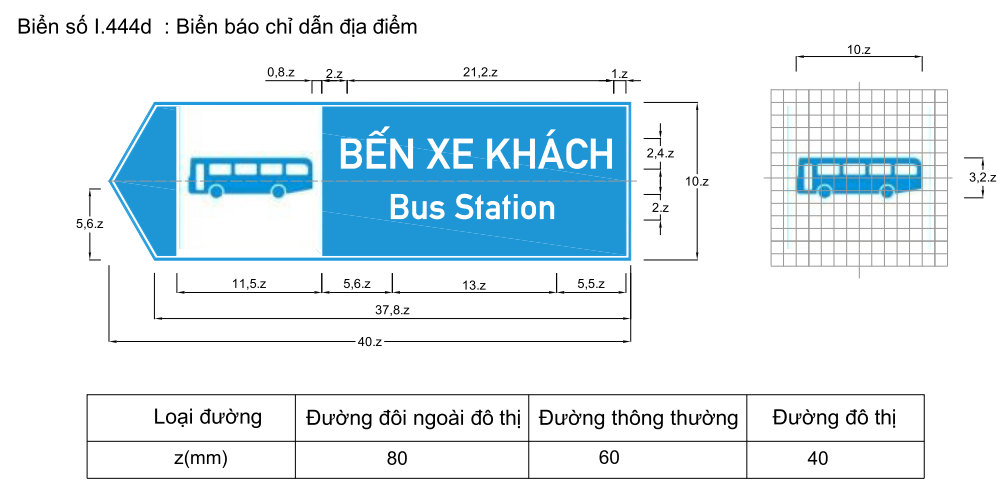 Biển số I.444d : Biển báo chỉ dẫn địa điểm
0,8.z 2.z 21,2.z 1.z
10.z
BẾN XE KHÁCH
Bus Station
2,4.z
10.z
2.z
3,2.z
5,6.z
11,5.z 5,6.z 13.z 5,5.z
37,8.z
40.z
Loại đường Đường đôi ngoài đô thị Đường thông thường Đường đô thị
z(mm) 80 60 40